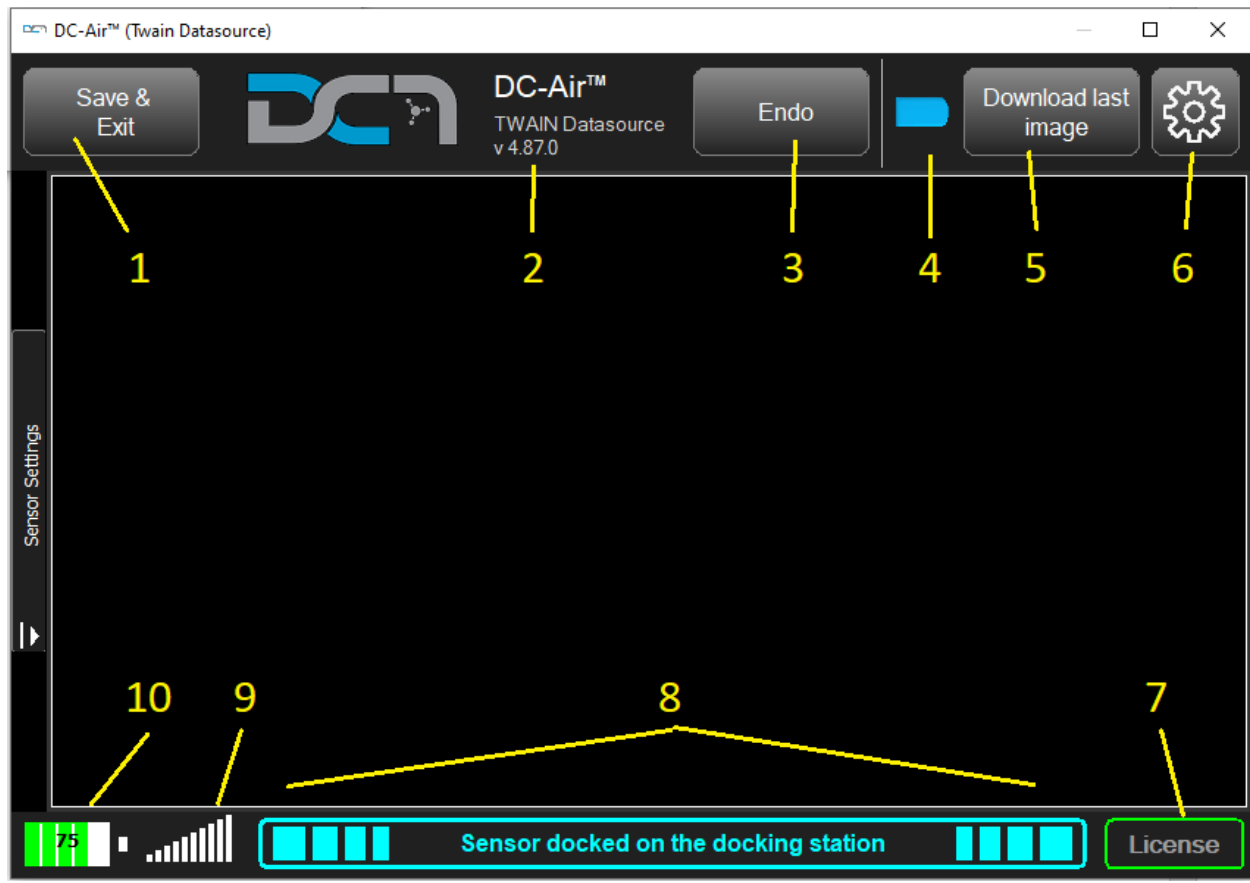 DC-Air™ (Twain Datasource)
Save &
Exit
DC-Air™
TWAIN Datasource
v 4.87.0
Endo
Download last
image
1
2
3
4
5
6
Sensor Settings
10
9
8
7
75
Sensor docked on the docking station
License